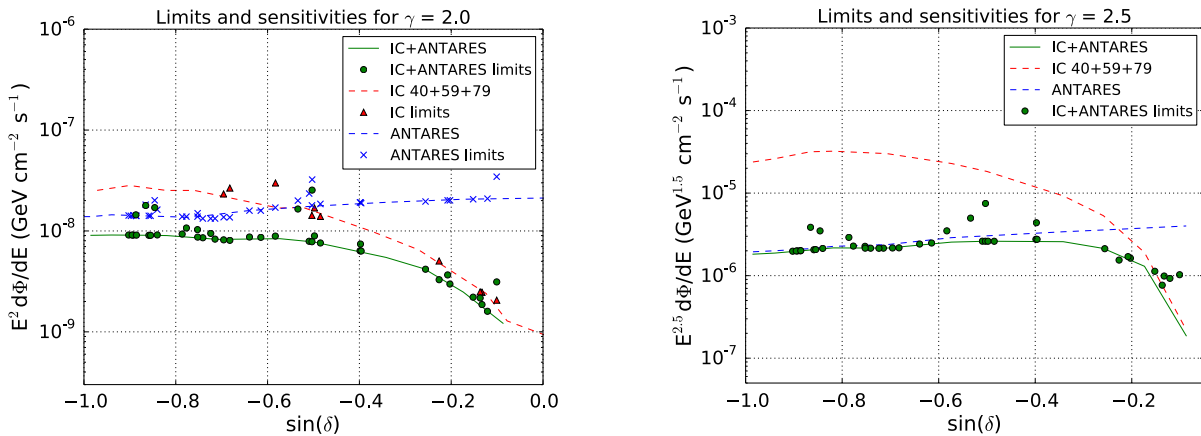 Limits and sensitivities for γ = 2.0
E² dΦ/dE (GeV cm⁻² s⁻¹)
10⁻⁶
10⁻⁷
10⁻⁸
10⁻⁹
IC+ANTARES
IC+ANTARES limits
IC 40+59+79
IC limits
ANTARES
ANTARES limits
−1.0 −0.8 −0.6 −0.4 −0.2 0.0
sin(δ)
Limits and sensitivities for γ = 2.5
E²·⁵ dΦ/dE (GeV¹·⁵ cm⁻² s⁻¹)
10⁻³
10⁻⁴
10⁻⁵
10⁻⁶
10⁻⁷
IC+ANTARES
IC 40+59+79
ANTARES
IC+ANTARES limits
−1.0 −0.8 −0.6 −0.4 −0.2
sin(δ)